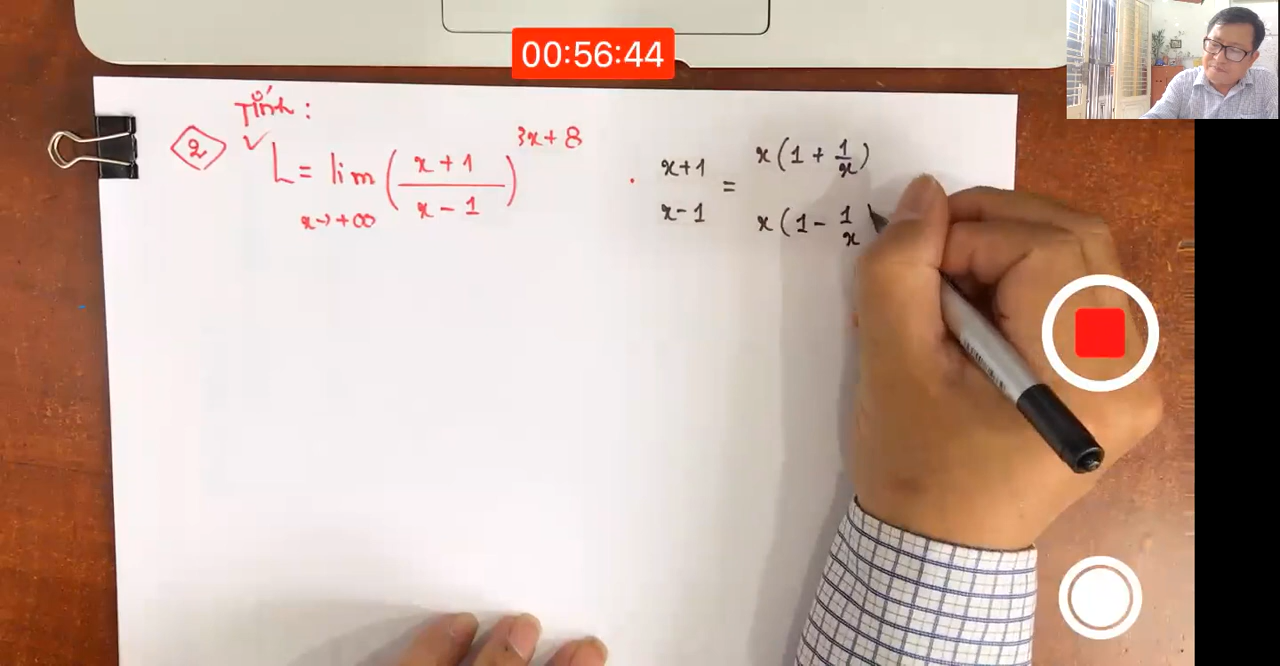 00:56:44
Tính:
2 L = lim ( x + 1 / x - 1 ) 3x + 8
x → +∞
. x+1 / x-1 = x(1 + 1/x) / x(1 - 1/x